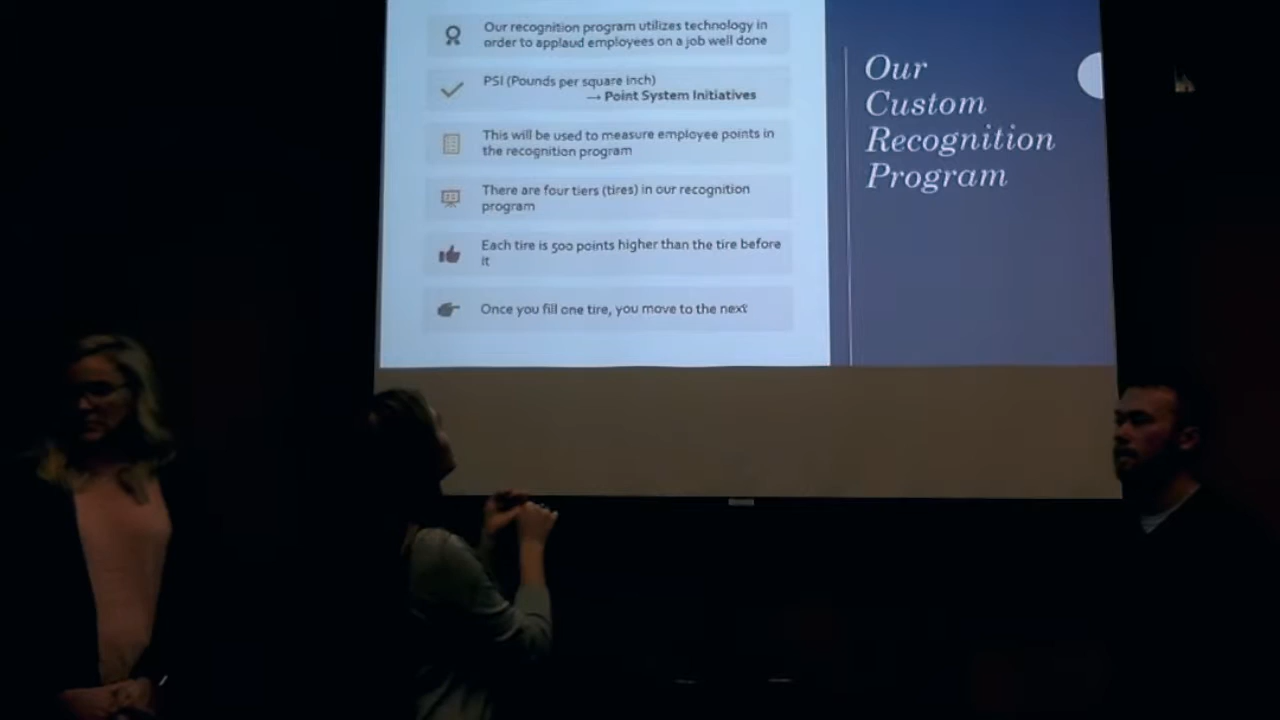 Our recognition program utilizes technology in
order to applaud employees on a job well done
PSI (Pounds per square inch)
→ Point System Initiatives
This will be used to measure employee points in
the recognition program
There are four tiers (tires) in our recognition
program
Each tire is 500 points higher than the tire before
it
Once you fill one tire, you move to the next
Our
Custom
Recognition
Program